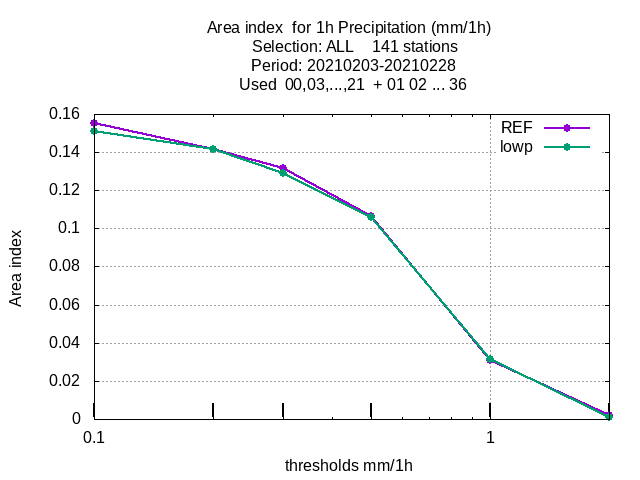 Area index  for 1h Precipitation (mm/1h)
Selection: ALL    141 stations
Period: 20210203-20210228
Used  00,03,...,21  + 01 02 ... 36
0.16
REF
lowp
0.14
0.12
0.1
0.08
0.06
0.04
0.02
0
Area index
0.1
1
thresholds mm/1h